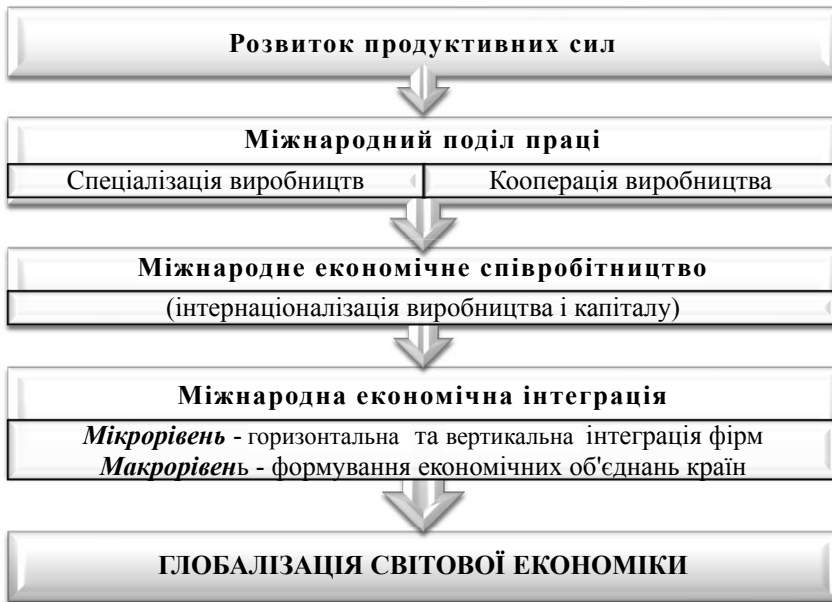 Розвиток продуктивних сил
Міжнародний поділ праці
Спеціалізація виробництв
Кооперація виробництва
Міжнародне економічне співробітництво
(інтернаціоналізація виробництва і капіталу)
Міжнародна економічна інтеграція
Мікрорівень - горизонтальна та вертикальна інтеграція фірм
Макрорівень - формування економічних об'єднань країн
ГЛОБАЛІЗАЦІЯ СВІТОВОЇ ЕКОНОМІКИ